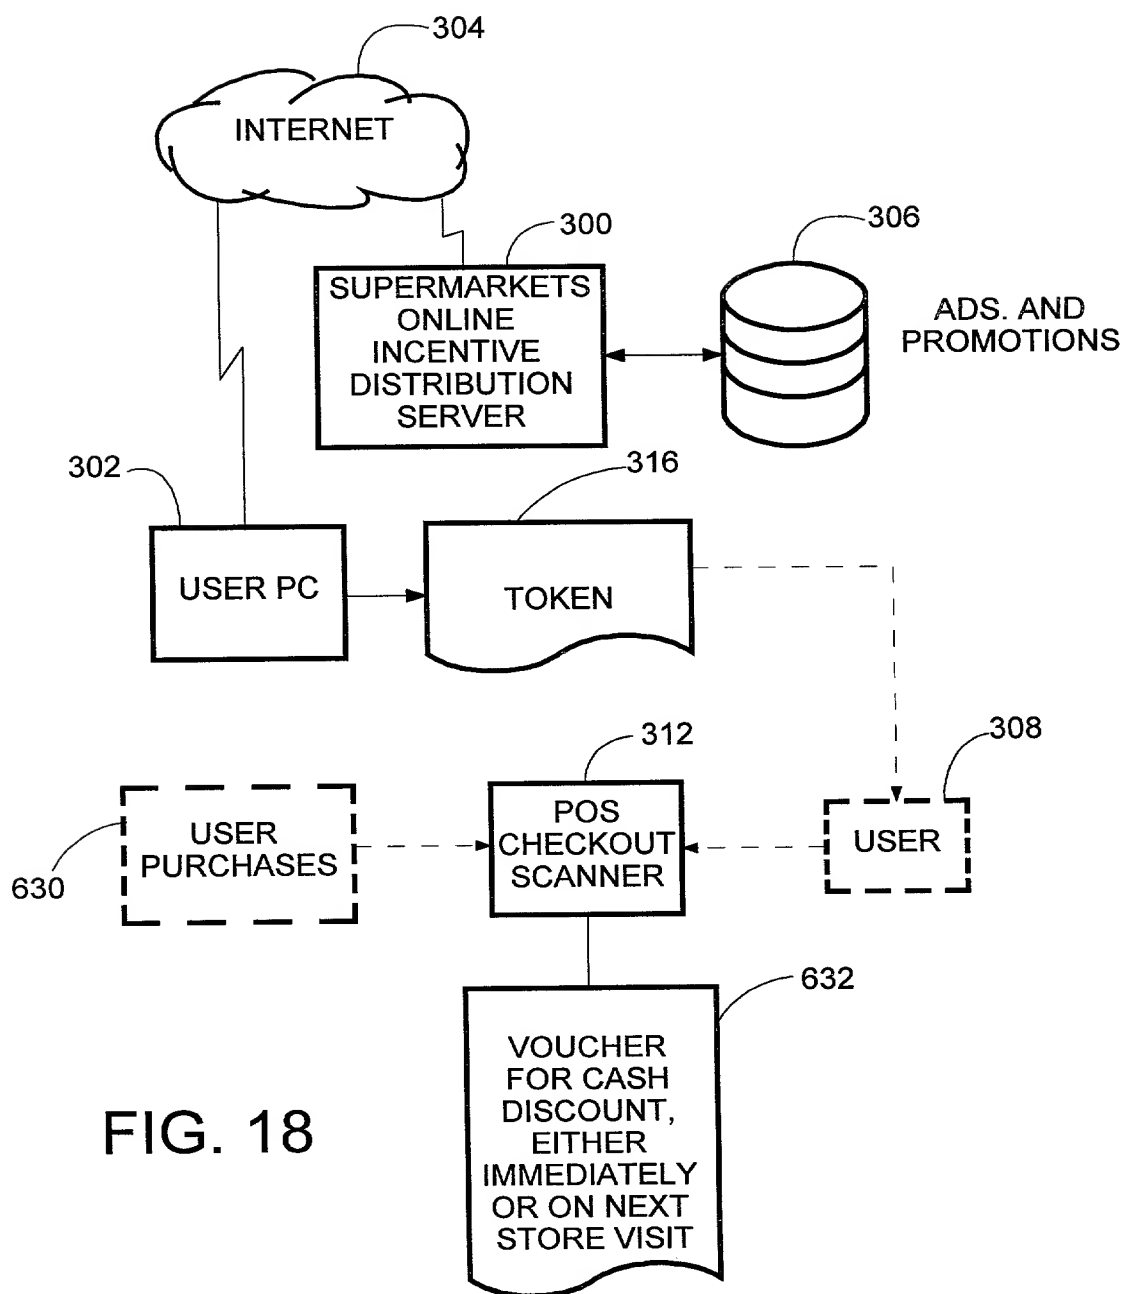 304
INTERNET
300
306
SUPERMARKETS
ONLINE
INCENTIVE
DISTRIBUTION
SERVER
ADS. AND
PROMOTIONS
302
316
USER PC
TOKEN
312
308
USER
PURCHASES
POS
CHECKOUT
SCANNER
USER
630
632
VOUCHER
FOR CASH
DISCOUNT,
EITHER
IMMEDIATELY
OR ON NEXT
STORE VISIT
FIG. 18